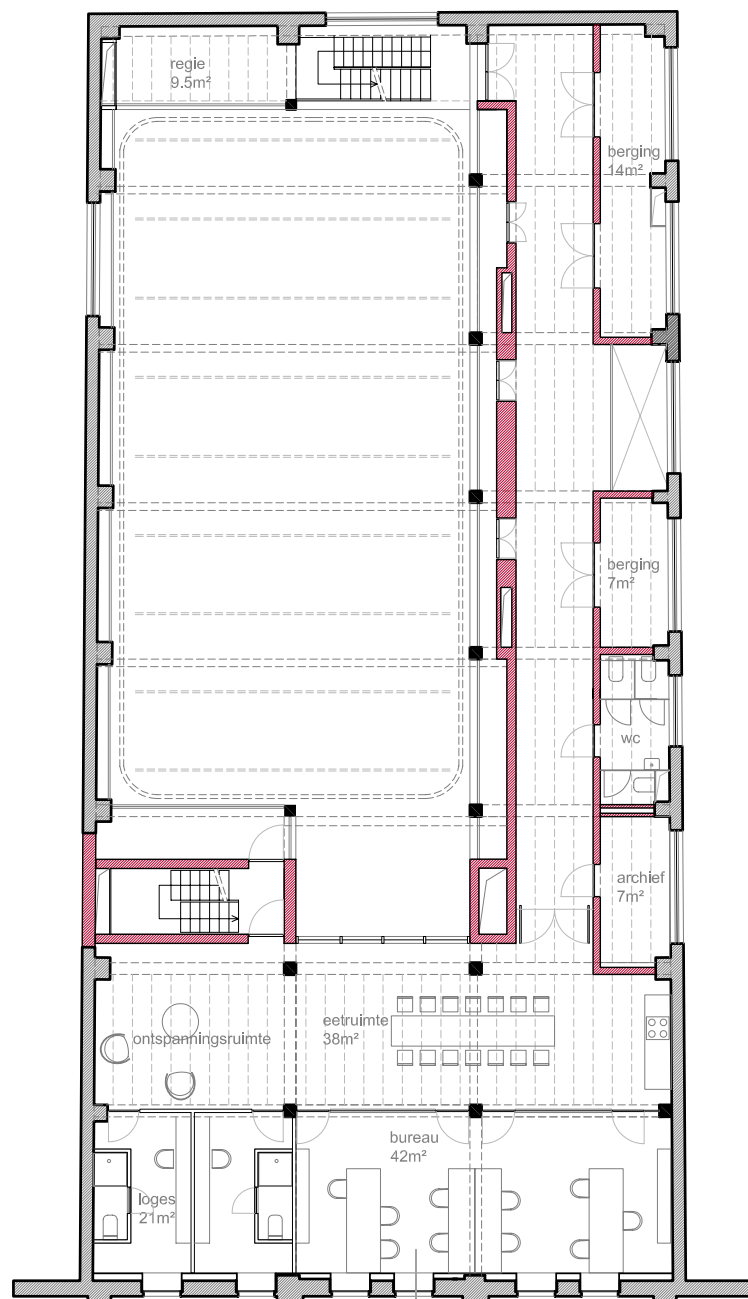 regie
9.5m²
berging
14m²
berging
7m²
wc
archief
7m²
eetruimte
38m²
ontspanningsruimte
bureau
42m²
loges
21m²